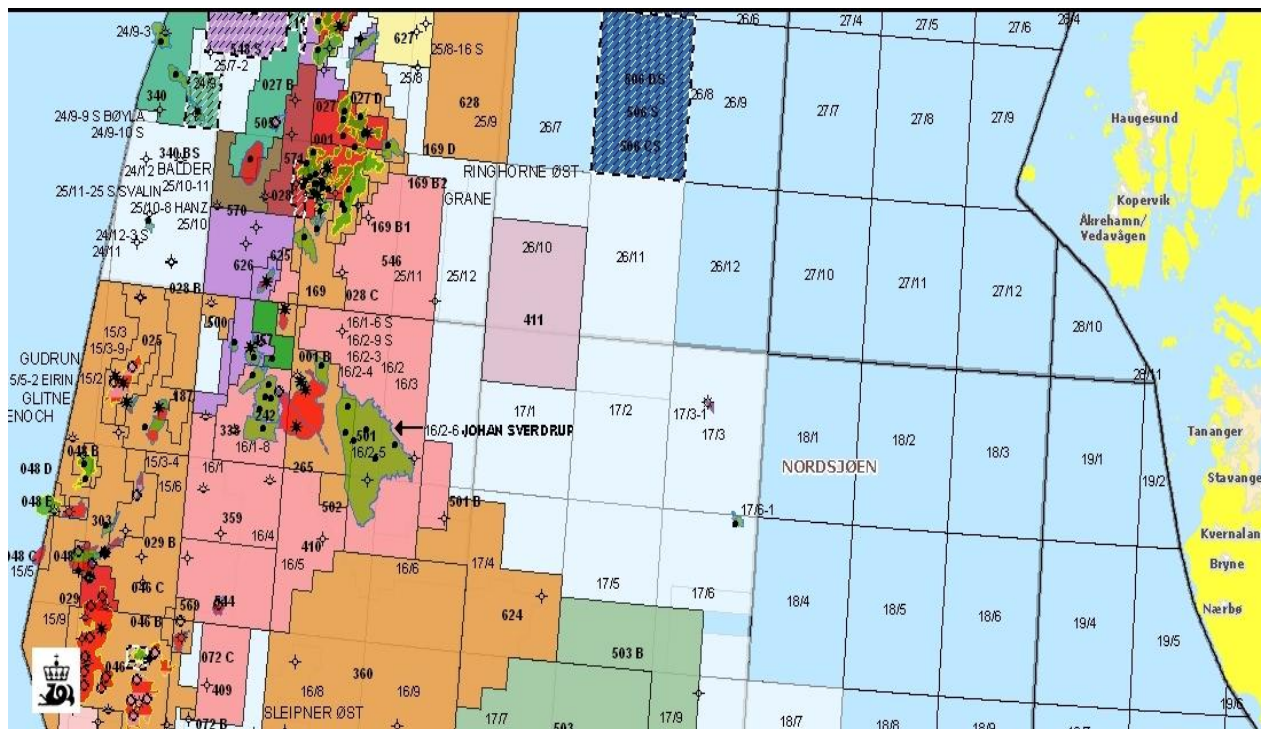 24/9-3
548 S
25/7-2
627
25/8-16 S
25/8
26/6
27/4
27/5
27/6
28/4
340
24/9
027 B
027 D
628
25/9
506 DS
506 S
506 CS
26/8
26/9
27/7
27/8
27/9
Haugesund
24/9-9 S BØYLA
24/9-10 S
001
26/7
340 BS
24/12
BALDER
574
169 D
RINGHORNE ØST
25/11-25 S SVALIN
25/10-11
028
169 B2
GRANE
Kopervik
25/10-8 HANZ
25/10
570
169 B1
Åkrehamn/
Vedavågen
24/12-3 S
24/11
626
625
546
25/11
25/12
26/10
26/11
26/12
27/10
27/11
27/12
028 B
169
028 C
411
28/10
500
457
16/1-6 S
16/2-9 S
16/2-3
16/2-4
15/3
15/3-9
025
001 B
16/2
16/3
GUDRUN
5/5-2 EIRIN
15/2
GLITNE
ENOCH
187
242
338
16/1-8
501
16/2-5
16/2-6 JOHAN SVERDRUP
17/1
17/2
17/3-1
17/3
18/1
18/2
18/3
19/1
19/2
28/11
Tananger
Stavange
NORDSJØEN
048 B
048 D
15/3-4
15/6
16/1
265
502
501 B
048 E
303
359
16/4
17/6-1
Kvernalan
048 C
15/5
048
029 B
410
16/5
16/6
17/4
17/5
17/6
Bryne
029
046 C
544
569
624
18/4
18/5
18/6
19/4
19/5
Nærbø
15/9
046 B
046
072 C
409
360
503 B
16/8
16/9
SLEIPNER ØST
072 B
17/7
503
17/9
18/7
18/8
18/9
19/6